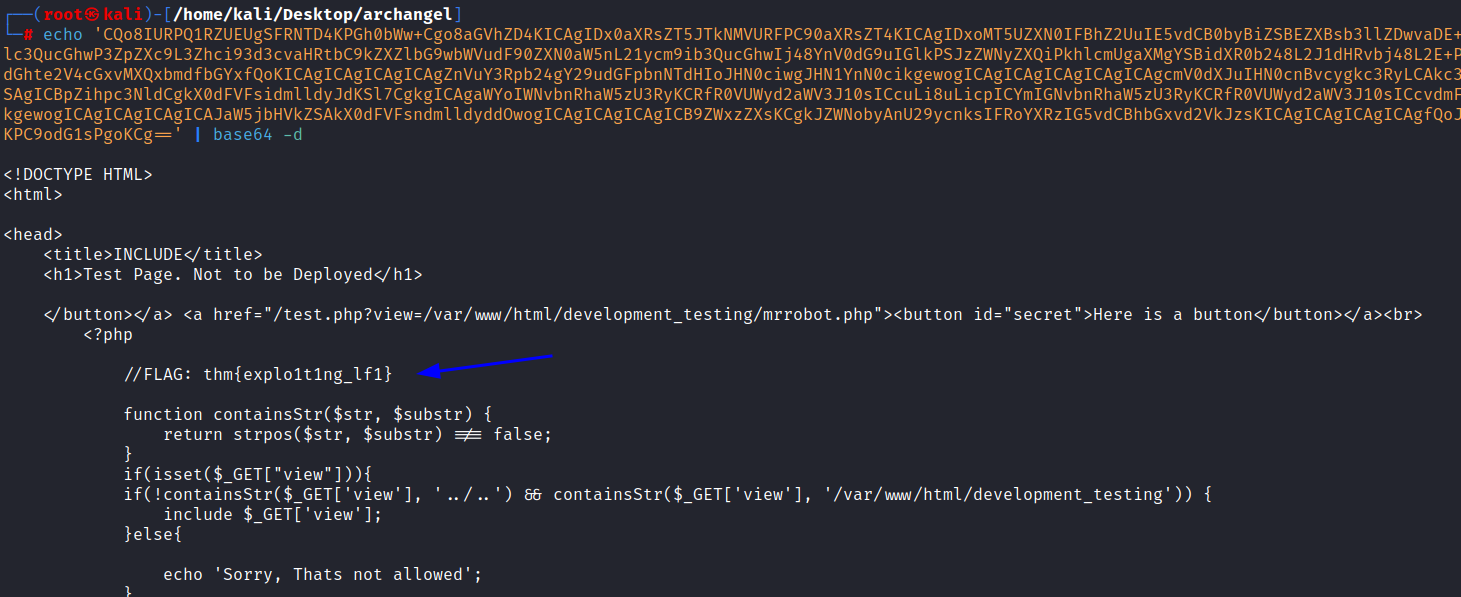 ┌──(root㉿kali)-[/home/kali/Desktop/archangel]
└─# echo 'CQo8IURPQ1RZUEUgSFRNTD4KPGh0bWw+Cgo8aGVhZD4KICAgIDx0aXRsZT5JTkNMVURFPC90aXRsZT4KICAgIDxoMT5UZXN0IFBhZ2UuIE5vdCB0byBiZSBEZXBsb3llZDwvaDE+
lc3QucGhwP3ZpZXc9L3Zhci93d3cvaHRtbC9kZXZlbG9wbWVudF90ZXN0aW5nL21ycm9ib3QucGhwIj48YnV0dG9uIGlkPSJzZWNyZXQiPkhlcmUgaXMgYSBidXR0b248L2J1dHRvbj48L2E+P
dGhte2V4cGxvMXQxbmdfbGYxfQoKICAgICAgICAgICAgZnVuY3Rpb24gY29udGFpbnNTdHIoJHN0ciwgJHN1YnN0cikgewogICAgICAgICAgICAgICAgcmV0dXJuIHN0cnBvcygkc3RyLCAkc3
SAgICBpZihpc3NldCgkX0dFVFsidmlldyJdKSl7CgkgICAgaWYoIWNvbnRhaW5zU3RyKCRfR0VUWyd2aWV3J10sICcuLi8uLicpICYmIGNvbnRhaW5zU3RyKCRfR0VUWyd2aWV3J10sICcvdmF
kgewogICAgICAgICAgICAJaW5jbHVkZSAkX0dFVFsndmlldyddOwogICAgICAgICAgICB9ZWxzZXsKCgkJZWNobyAnU29ycnksIFRoYXRzIG5vdCBhbGxvd2VkJzsKICAgICAgICAgICAgfQoJ
KPC9odG1sPgoKCg==' | base64 -d
<!DOCTYPE HTML>
<html>
<head>
<title>INCLUDE</title>
<h1>Test Page. Not to be Deployed</h1>
</button></a> <a href="/test.php?view=/var/www/html/development_testing/mrrobot.php"><button id="secret">Here is a button</button></a><br>
<?php
//FLAG: thm{explo1t1ng_lf1}
function containsStr($str, $substr) {
return strpos($str, $substr) !== false;
}
if(isset($_GET["view"])){
if(!containsStr($_GET['view'], '../..') && containsStr($_GET['view'], '/var/www/html/development_testing')) {
include $_GET['view'];
}else{
echo 'Sorry, Thats not allowed';
}